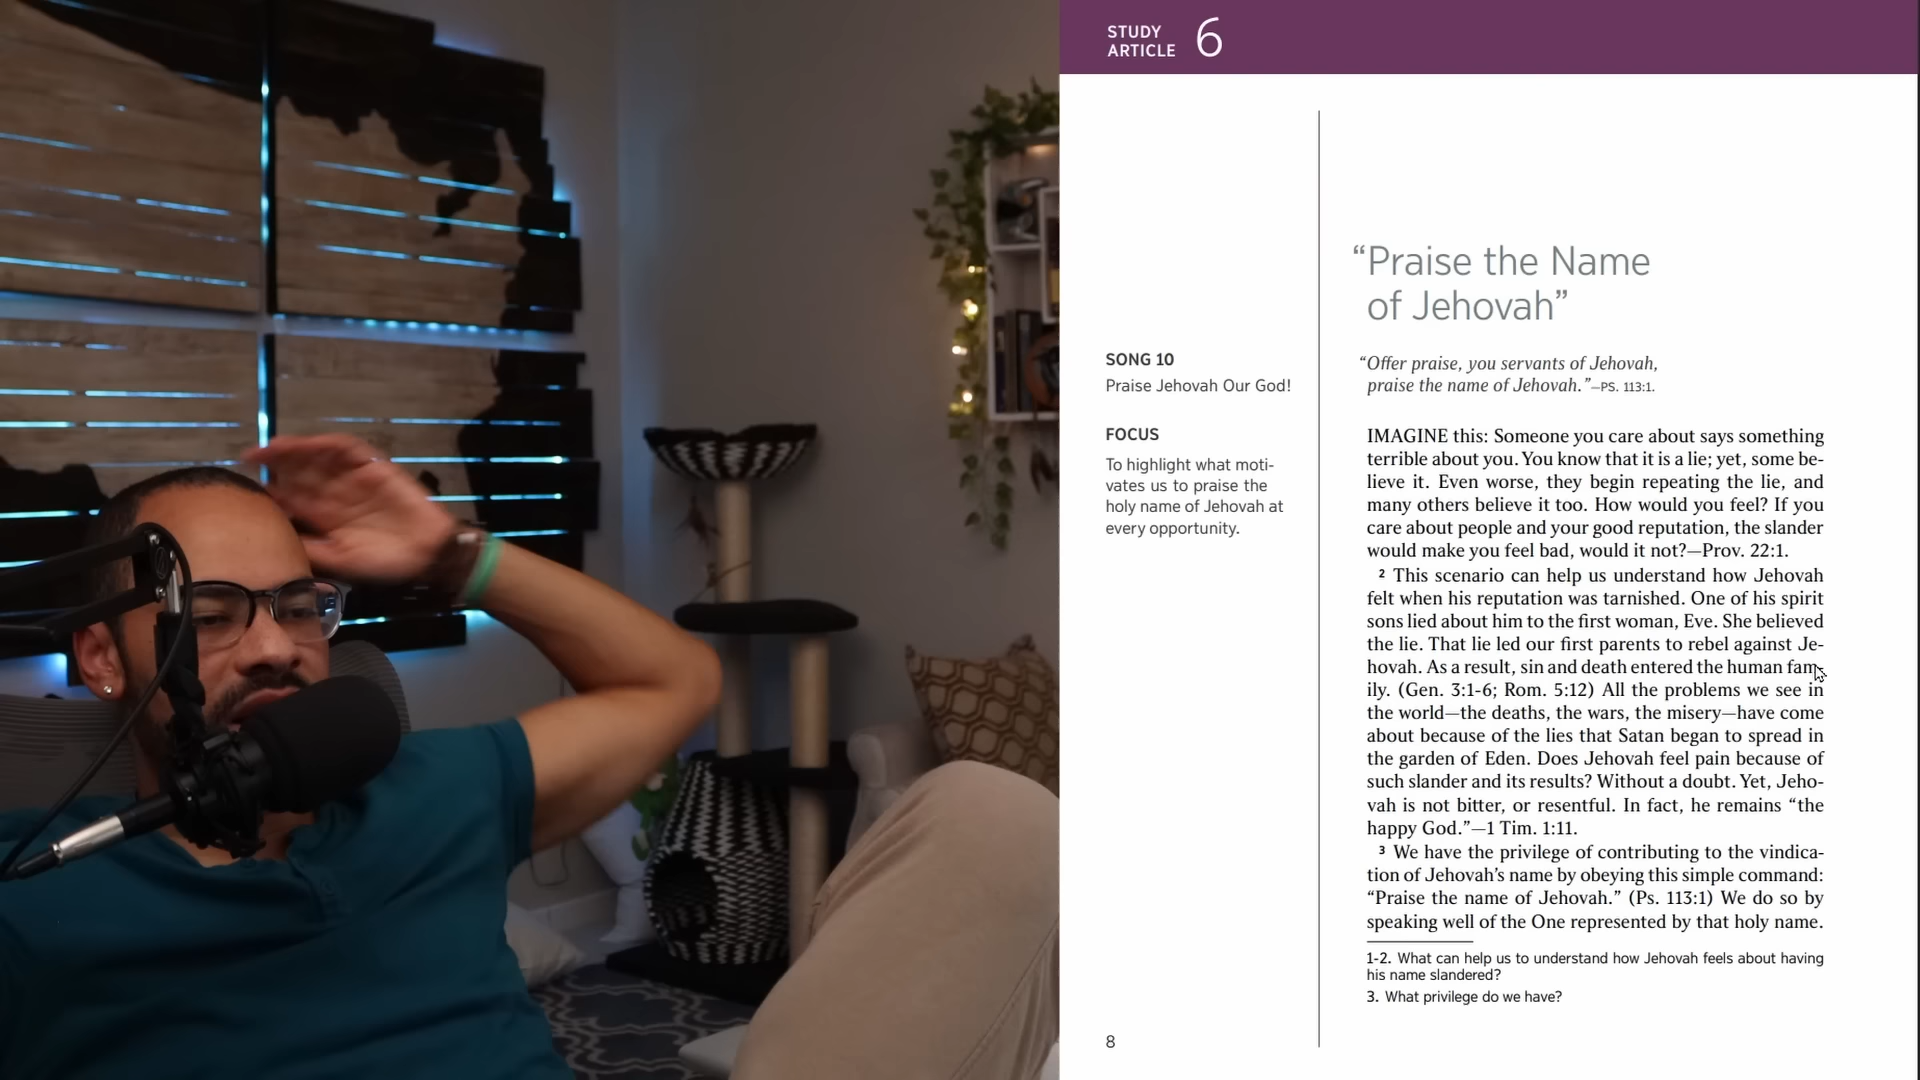 STUDY
ARTICLE 6
"Praise the Name
of Jehovah"
SONG 10
Praise Jehovah Our God!
FOCUS
To highlight what moti-
vates us to praise the
holy name of Jehovah at
every opportunity.
"Offer praise, you servants of Jehovah,
praise the name of Jehovah."—PS. 113:1.
IMAGINE this: Someone you care about says something
terrible about you. You know that it is a lie; yet, some be-
lieve it. Even worse, they begin repeating the lie, and
many others believe it too. How would you feel? If you
care about people and your good reputation, the slander
would make you feel bad, would it not?—Prov. 22:1.
2 This scenario can help us understand how Jehovah
felt when his reputation was tarnished. One of his spirit
sons lied about him to the first woman, Eve. She believed
the lie. That lie led our first parents to rebel against Je-
hovah. As a result, sin and death entered the human fam-
ily. (Gen. 3:1-6; Rom. 5:12) All the problems we see in
the world—the deaths, the wars, the misery—have come
about because of the lies that Satan began to spread in
the garden of Eden. Does Jehovah feel pain because of
such slander and its results? Without a doubt. Yet, Jeho-
vah is not bitter, or resentful. In fact, he remains "the
happy God."—1 Tim. 1:11.
3 We have the privilege of contributing to the vindica-
tion of Jehovah's name by obeying this simple command:
"Praise the name of Jehovah." (Ps. 113:1) We do so by
speaking well of the One represented by that holy name.
1-2. What can help us to understand how Jehovah feels about having
his name slandered?
3. What privilege do we have?
8